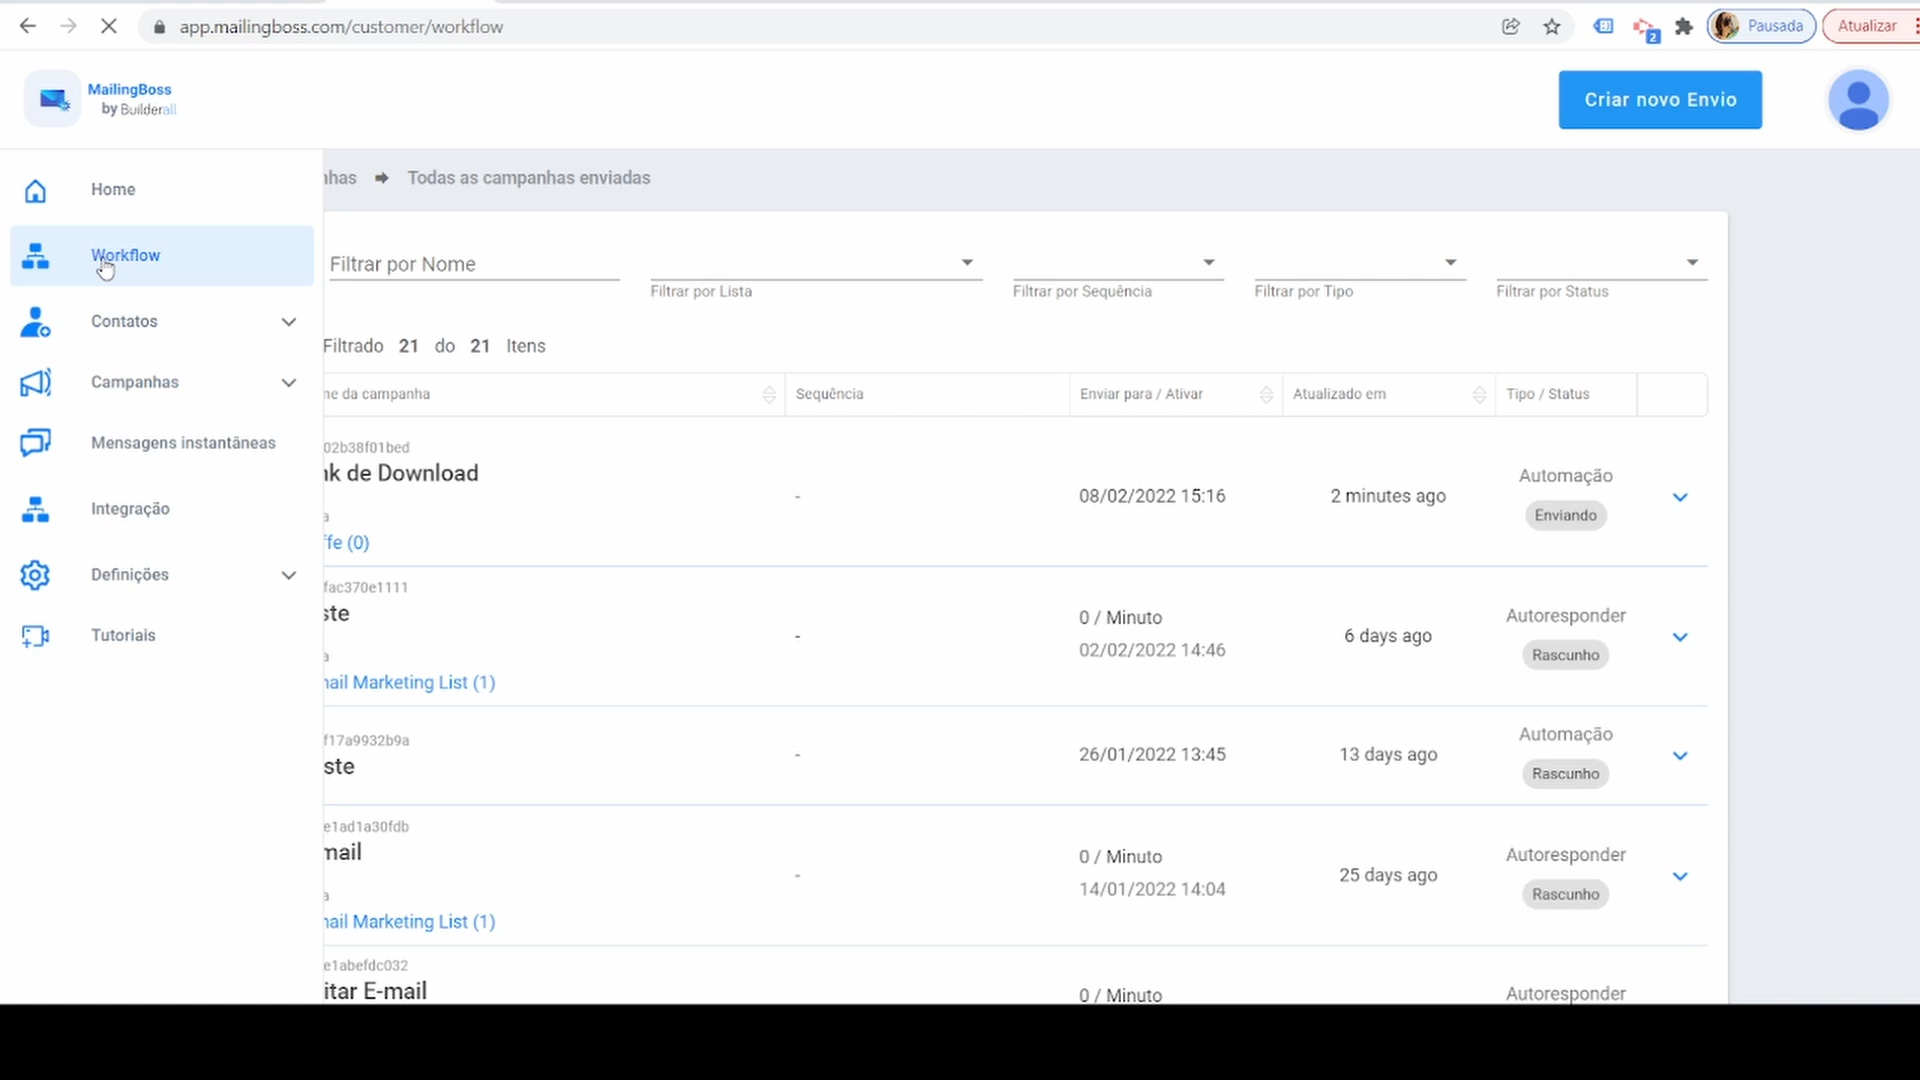 app.mailingboss.com/customer/workflow
2
Pausada
Atualizar
MailingBoss
by Builderall
Criar novo Envio
Home
Workflow
Contatos
Campanhas
Mensagens instantâneas
Integração
Definições
Tutoriais
nhas Todas as campanhas enviadas
Filtrar por Nome
Filtrar por Lista
Filtrar por Sequência
Filtrar por Tipo
Filtrar por Status
Filtrado 21 do 21 Itens
ne da campanha Sequência Enviar para / Ativar Atualizado em Tipo / Status
02b38f01bed
nk de Download
a
ffe (0)
-
08/02/2022 15:16
2 minutes ago
Automação
Enviando
fac370e1111
ste
a
nail Marketing List (1)
-
0 / Minuto
02/02/2022 14:46
6 days ago
Autoresponder
Rascunho
f17a9932b9a
ste
-
26/01/2022 13:45
13 days ago
Automação
Rascunho
e1ad1a30fdb
mail
a
nail Marketing List (1)
-
0 / Minuto
14/01/2022 14:04
25 days ago
Autoresponder
Rascunho
e1abefdc032
itar E-mail
0 / Minuto
Autoresponder